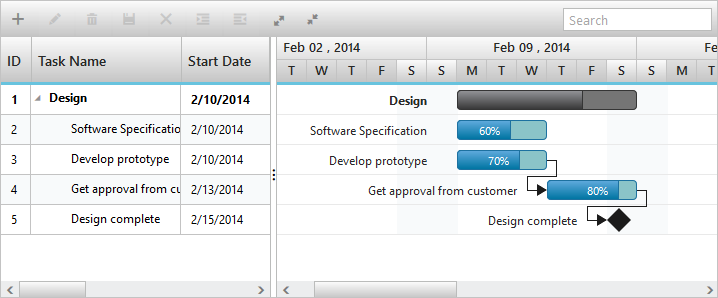 Search
ID Task Name Start Date
Feb 02 , 2014 Feb 09 , 2014 Fe
T W T F S S M T W T F S S M T
1 Design 2/10/2014 Design
2 Software Specificatio 2/10/2014 Software Specification 60%
3 Develop prototype 2/10/2014 Develop prototype 70%
4 Get approval from cu 2/13/2014 Get approval from customer 80%
5 Design complete 2/15/2014 Design complete